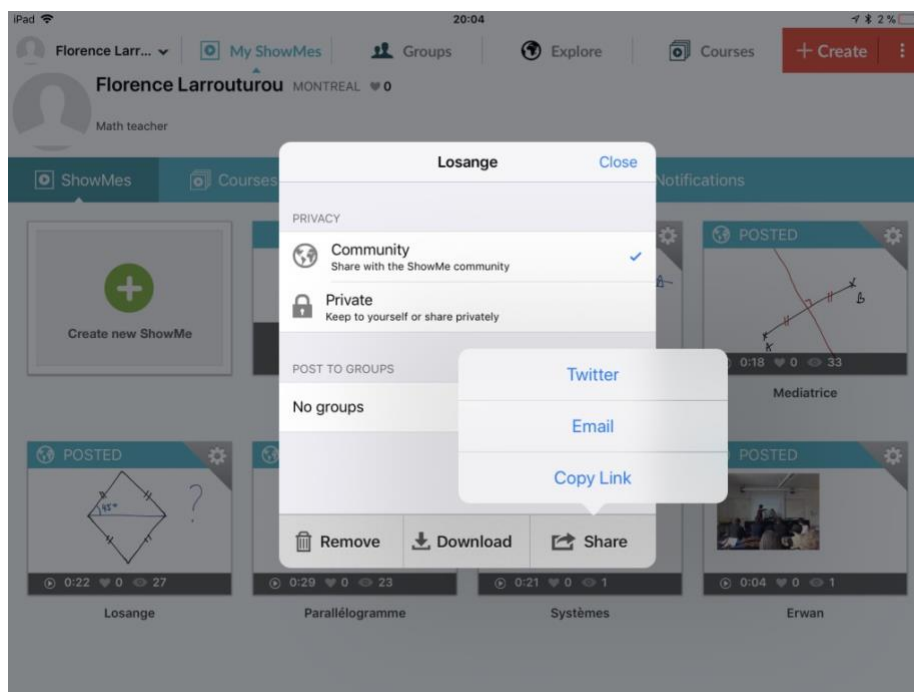 iPad 20:04 2 %
Florence Larr... My ShowMes Groups Explore Courses + Create
Florence Larrouturou MONTREAL 0
Math teacher
ShowMes Courses Notifications
Losange Close
PRIVACY
Community
Share with the ShowMe community
Private
Keep to yourself or share privately
POST TO GROUPS
No groups
Twitter
Email
Copy Link
Remove Download Share
Create new ShowMe
POSTED
B
0:18 0 33
Mediatrice
POSTED
45°
?
0:22 0 27
Losange
0:29 0 23
Parallélogramme
0:21 0 1
Systèmes
POSTED
0:04 0 1
Erwan